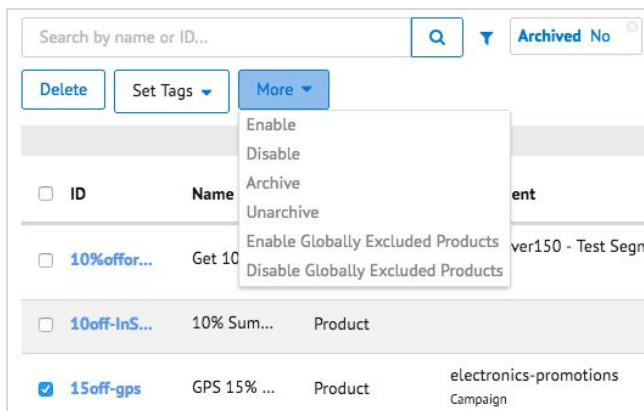 Search by name or ID...
Archived No
Delete
Set Tags
More
Enable
Disable
Archive
Unarchive
Enable Globally Excluded Products
Disable Globally Excluded Products
ID Name ent
10%offor... Get 10 ver150 - Test Segn
10off-InS... 10% Sum... Product
15off-gps GPS 15% ... Product electronics-promotions
Campaign